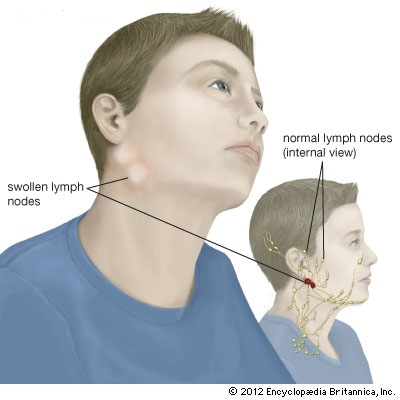 normal lymph nodes
(internal view)
swollen lymph
nodes
© 2012 Encyclopædia Britannica, Inc.